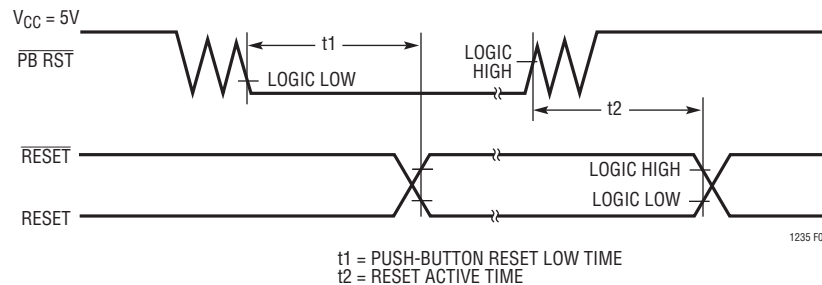 VCC = 5V
PB RST
t1
LOGIC LOW
LOGIC
HIGH
t2
RESET
LOGIC HIGH
LOGIC LOW
RESET
1235 F0
t1 = PUSH-BUTTON RESET LOW TIME
t2 = RESET ACTIVE TIME